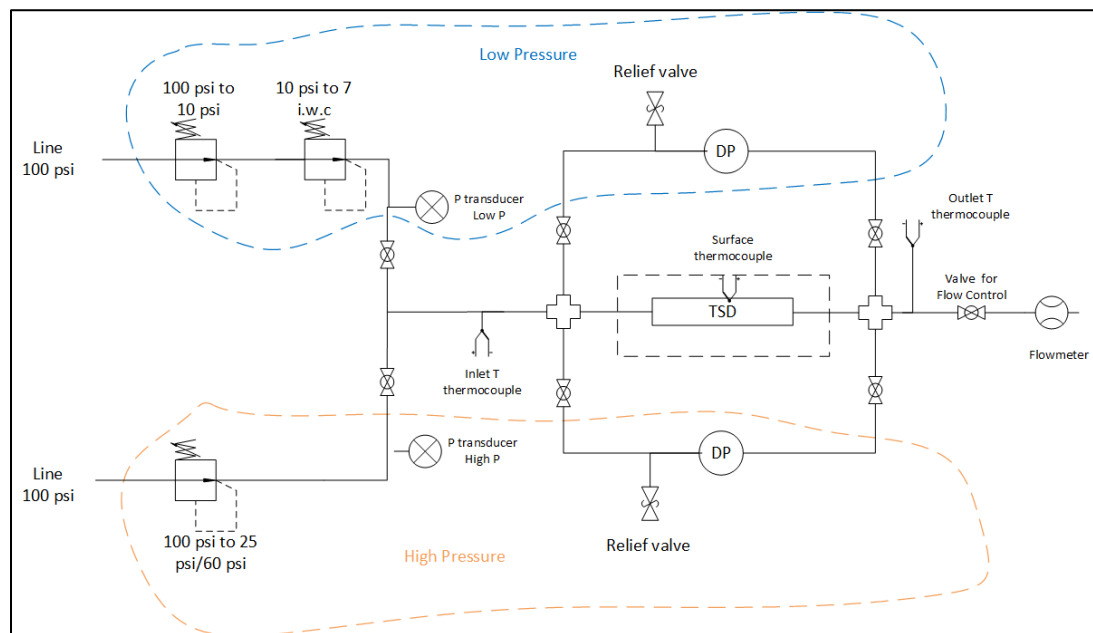 Low Pressure
Relief valve
100 psi to
10 psi
10 psi to 7
i.w.c
Line
100 psi
DP
P transducer
Low P
Outlet T
thermocouple
Surface
thermocouple
Valve for
Flow Control
TSD
Flowmeter
Inlet T
thermocouple
P transducer
High P
DP
Line
100 psi
100 psi to 25
psi/60 psi
Relief valve
High Pressure